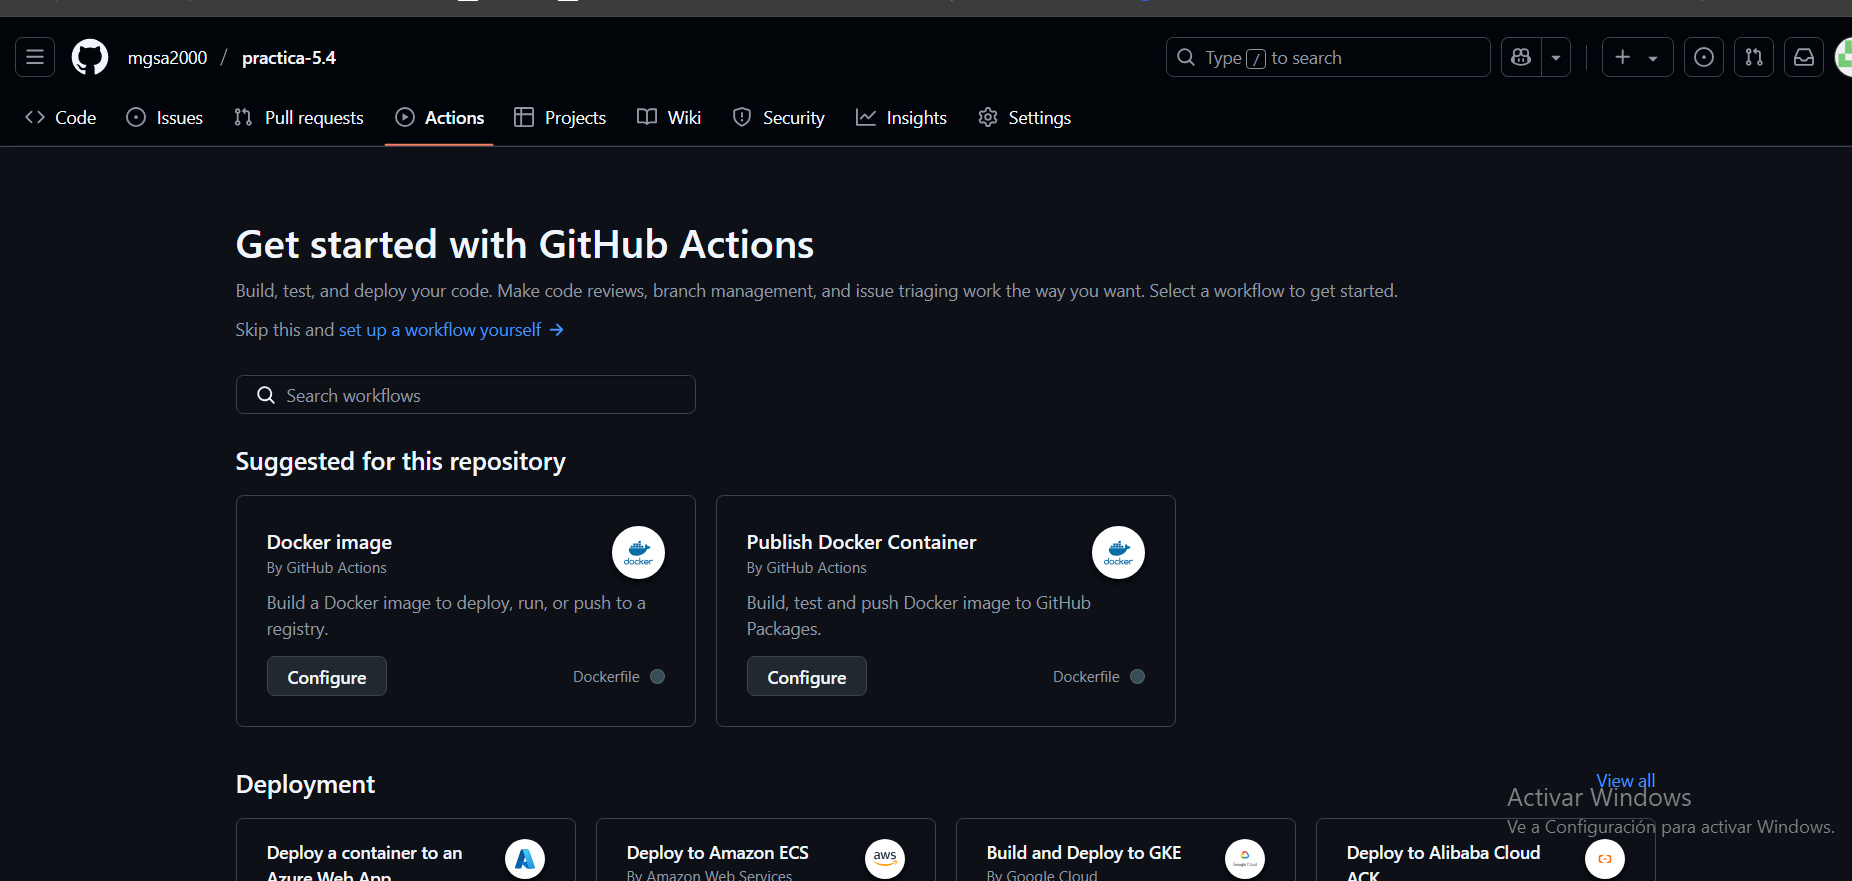 mgsa2000 / practica-5.4
Type / to search
Code Issues Pull requests Actions Projects Wiki Security Insights Settings
Get started with GitHub Actions
Build, test, and deploy your code. Make code reviews, branch management, and issue triaging work the way you want. Select a workflow to get started.
Skip this and set up a workflow yourself →
Search workflows
Suggested for this repository
Docker image
By GitHub Actions
Build a Docker image to deploy, run, or push to a
registry.
Configure
Dockerfile
docker
Publish Docker Container
By GitHub Actions
Build, test and push Docker image to GitHub
Packages.
Configure
Dockerfile
docker
Deployment
View all
Activar Windows
Ve a Configuración para activar Windows.
Deploy a container to an
Azure Web App
Deploy to Amazon ECS
By Amazon Web Services
aws
Build and Deploy to GKE
By Google Cloud
Google Cloud
Deploy to Alibaba Cloud
ACK